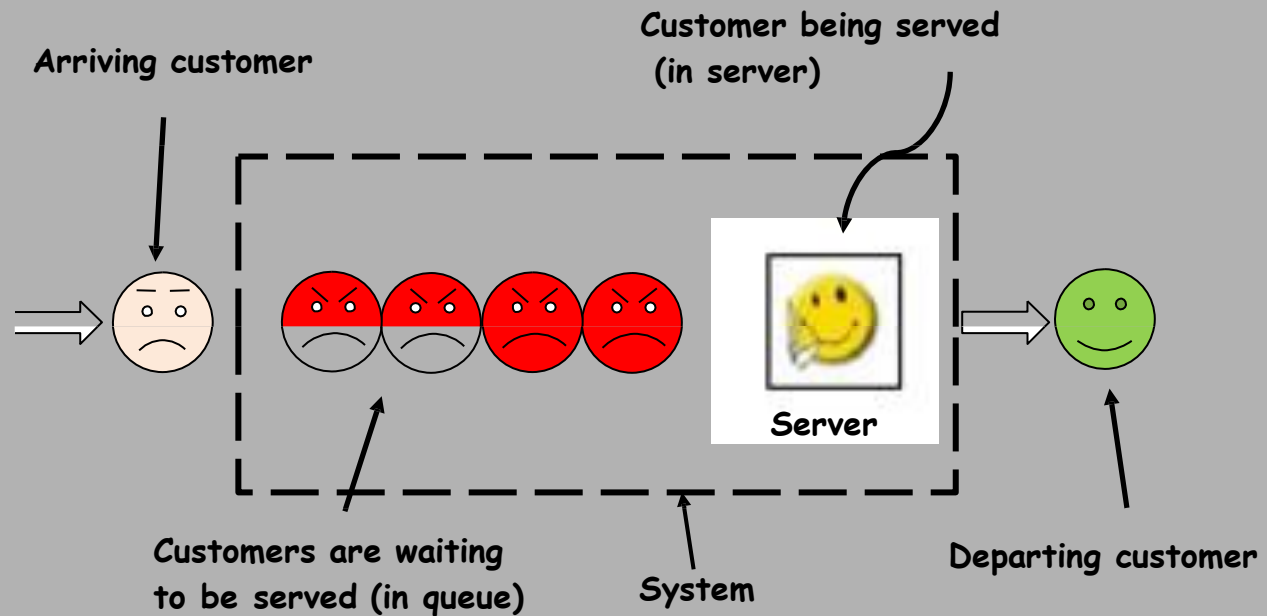 Customer being served
(in server)
Arriving customer
Server
Customers are waiting
to be served (in queue)
System
Departing customer